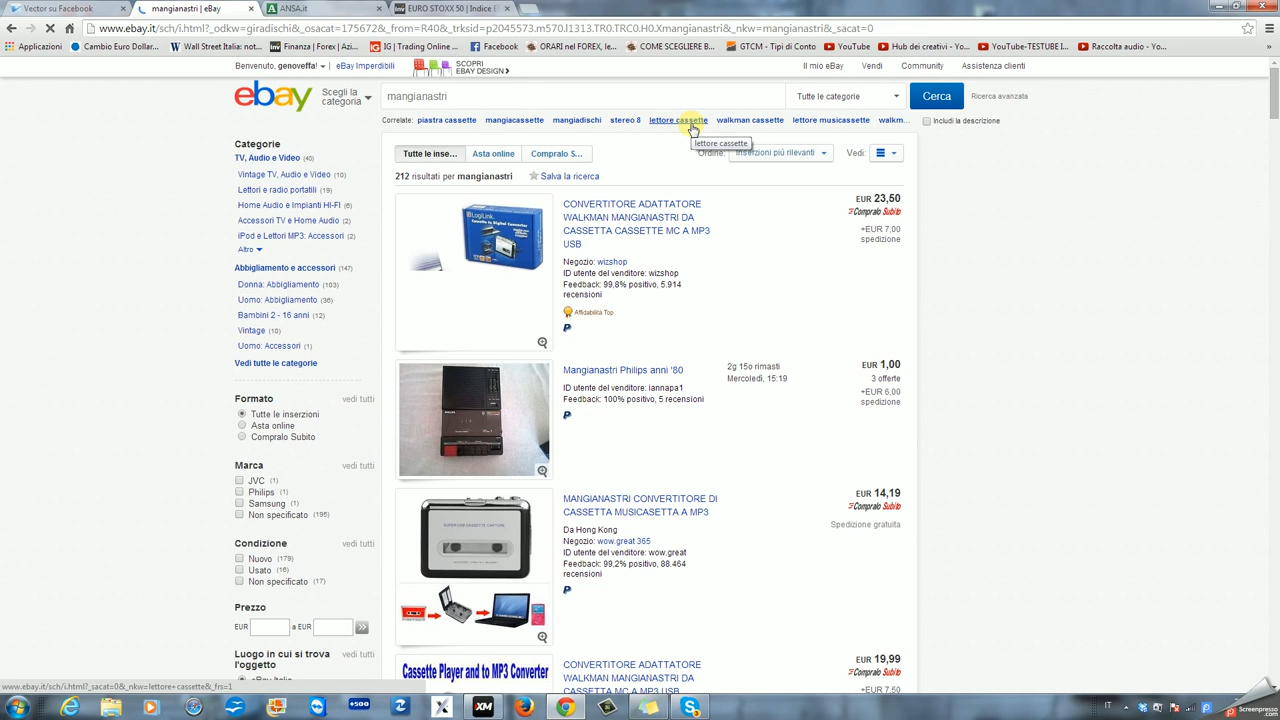 Vector su Facebook
mangianastri | eBay
ANSA.it
EURO STOXX 50 | Indice E
www.ebay.it/sch/i.html?_odkw=giradischi&_osacat=175672&_from=R40&_trksid=p2045573.m570.l1313.TR0.TRC0.H0.Xmangianastri&_nkw=mangianastri&_sacat=0
Applicazioni
Cambio Euro Dollar...
Wall Street Italia: not...
Finanza | Forex | Azi...
IG | Trading Online ...
Facebook
ORARI nel FOREX, le...
COME SCEGLIERE B...
GTCM - Tipi di Conto
YouTube
Hub dei creativi - Yo...
YouTube-TESTUBE I...
Raccolta audio - Yo...
Benvenuto, genoveffa!
eBay Imperdibili
SCOPRI
EBAY DESIGN
Il mio eBay
Vendi
Community
Assistenza clienti
ebay
Scegli la
categoria
mangianastri
Tutte le categorie
Cerca
Ricerca avanzata
Correlate: piastra cassette mangiacassette mangiadischi stereo 8 lettore cassette walkman cassette lettore musicassette walkm...
Includi la descrizione
lettore cassette
Categorie
TV, Audio e Video (40)
Vintage TV, Audio e Video (10)
Lettori e radio portatili (19)
Home Audio e Impianti HI-FI (6)
Accessori TV e Home Audio (2)
iPod e Lettori MP3: Accessori (2)
Altro
Abbigliamento e accessori (147)
Donna: Abbigliamento (103)
Uomo: Abbigliamento (36)
Bambini 2 - 16 anni (12)
Vintage (10)
Uomo: Accessori (1)
Vedi tutte le categorie
Formato
vedi tutti
Tutte le inserzioni
Asta online
Compralo Subito
Marca
vedi tutti
JVC (1)
Philips (1)
Samsung (1)
Non specificato (195)
Condizione
vedi tutti
Nuovo (179)
Usato (16)
Non specificato (17)
Prezzo
EUR a EUR
Luogo in cui si trova
l'oggetto
vedi tutti
eBay Italia
Tutte le inse...
Asta online
Compralo S...
Ordine: Inserzioni più rilevanti
Vedi:
212 risultati per mangianastri
Salva la ricerca
LogiLink
CONVERTITORE ADATTATORE
WALKMAN MANGIANASTRI DA
CASSETTA CASSETTE MC A MP3
USB
Negozio: wizshop
ID utente del venditore: wizshop
Feedback: 99,8% positivo, 5.914
recensioni
Affidabilità Top
EUR 23,50
Compralo Subito
+EUR 7,00
spedizione
Mangianastri Philips anni '80
ID utente del venditore: iannapa1
Feedback: 100% positivo, 5 recensioni
2g 15o rimasti
Mercoledì, 15:19
EUR 1,00
3 offerte
+EUR 6,00
spedizione
MANGIANASTRI CONVERTITORE DI
CASSETTA MUSICASSETTA A MP3
Da Hong Kong
Negozio: wow.great 365
ID utente del venditore: wow.great
Feedback: 99,2% positivo, 88.464
recensioni
EUR 14,19
Compralo Subito
Spedizione gratuita
Cassette Player and to MP3 Converter
CONVERTITORE ADATTATORE
WALKMAN MANGIANASTRI DA
CASSETTA MC A MP3 USB
EUR 19,99
Compralo Subito
+EUR 7,50
www.ebay.it/sch/i.html?_sacat=0&_nkw=lettore+cassette&_frs=1
+500
XM
IT
Screenpresso
.com